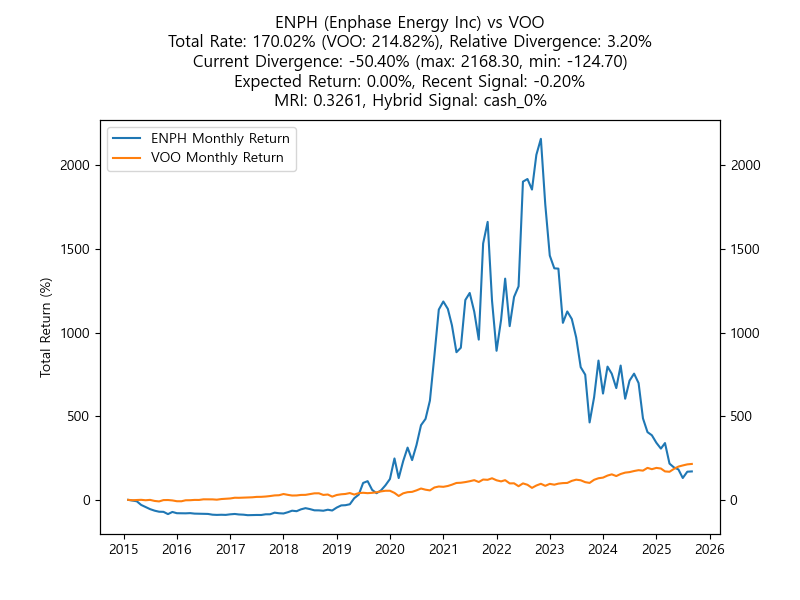 ENPH (Enphase Energy Inc) vs VOO
Total Rate: 170.02% (VOO: 214.82%), Relative Divergence: 3.20%
Current Divergence: -50.40% (max: 2168.30, min: -124.70)
Expected Return: 0.00%, Recent Signal: -0.20%
MRI: 0.3261, Hybrid Signal: cash_0%
ENPH Monthly Return
VOO Monthly Return
Total Return (%)
2000
1500
1000
500
0
2000
1500
1000
500
0
2015 2016 2017 2018 2019 2020 2021 2022 2023 2024 2025 2026